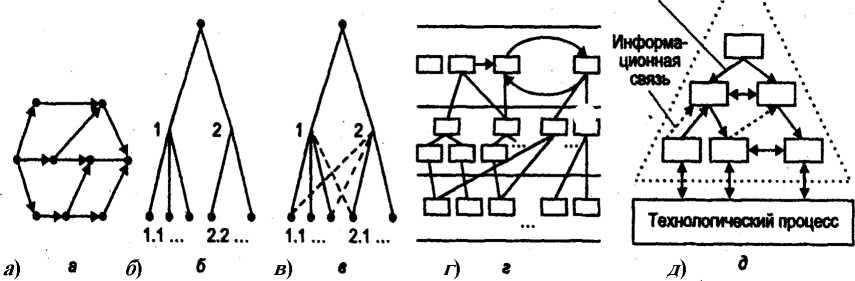 Информа-
ционная
связь
1
2
1
2
...
...
...
1.1 ...
2.2 ...
1.1 ...
2.1 ...
Технологический процесс
а) а
б) б
в) в
г) г
д) д